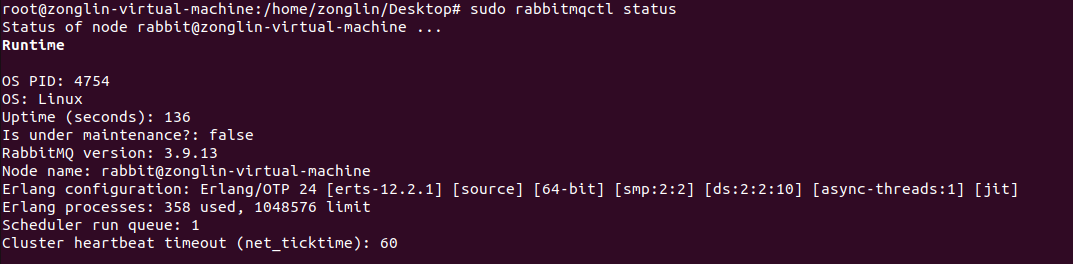 root@zonglin-virtual-machine:/home/zonglin/Desktop# sudo rabbitmqctl status
Status of node rabbit@zonglin-virtual-machine ...
Runtime
OS PID: 4754
OS: Linux
Uptime (seconds): 136
Is under maintenance?: false
RabbitMQ version: 3.9.13
Node name: rabbit@zonglin-virtual-machine
Erlang configuration: Erlang/OTP 24 [erts-12.2.1] [source] [64-bit] [smp:2:2] [ds:2:2:10] [async-threads:1] [jit]
Erlang processes: 358 used, 1048576 limit
Scheduler run queue: 1
Cluster heartbeat timeout (net_ticktime): 60